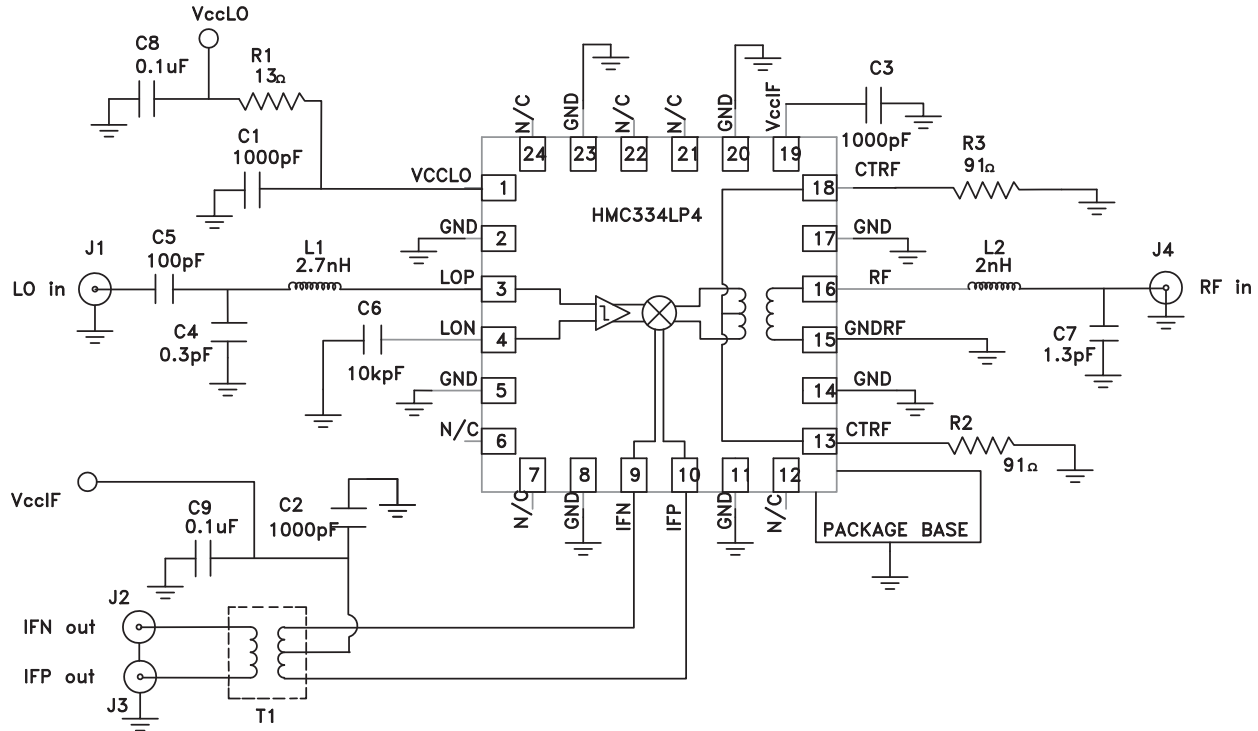 VccLO
C8
0.1uF
R1
13Ω
C1
1000pF
N/C
GND
N/C
N/C
GND
VccIF
C3
1000pF
24
23
22
21
20
19
VCCLO
1
HMC334LP4
18
CTRF
R3
91Ω
GND
2
17
GND
J1
LO in
C5
100pF
L1
2.7nH
LOP
3
16
RF
L2
2nH
J4
RF in
C4
0.3pF
C6
10kpF
LON
4
15
GNDRF
C7
1.3pF
GND
5
14
GND
N/C
6
13
CTRF
R2
91Ω
7
8
9
10
11
12
N/C
GND
IFN
IFP
GND
N/C
PACKAGE BASE
VccIF
C9
0.1uF
C2
1000pF
J2
IFN out
IFP out
J3
T1